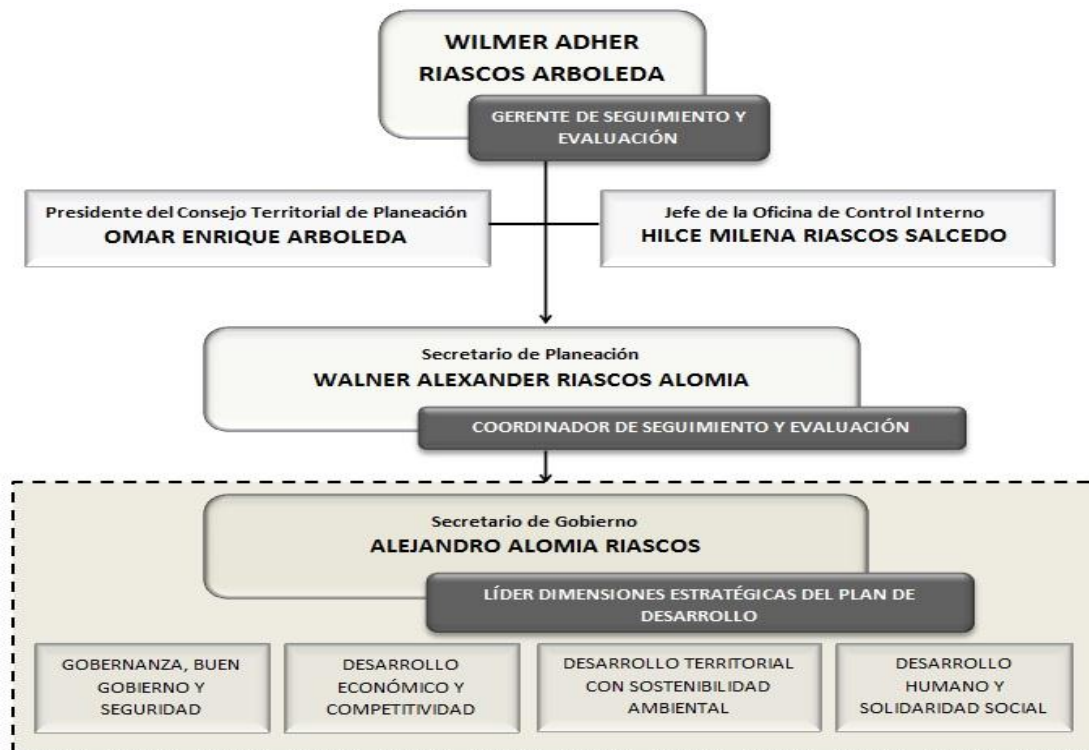 WILMER ADHER
RIASCOS ARBOLEDA
GERENTE DE SEGUIMIENTO Y
EVALUACIÓN
Presidente del Consejo Territorial de Planeación
OMAR ENRIQUE ARBOLEDA
Jefe de la Oficina de Control Interno
HILCE MILENA RIASCOS SALCEDO
Secretario de Planeación
WALNER ALEXANDER RIASCOS ALOMIA
COORDINADOR DE SEGUIMIENTO Y EVALUACIÓN
Secretario de Gobierno
ALEJANDRO ALOMIA RIASCOS
LÍDER DIMENSIONES ESTRATÉGICAS DEL PLAN DE
DESARROLLO
GOBERNANZA, BUEN
GOBIERNO Y
SEGURIDAD
DESARROLLO
ECONÓMICO Y
COMPETITIVIDAD
DESARROLLO TERRITORIAL
CON SOSTENIBILIDAD
AMBIENTAL
DESARROLLO
HUMANO Y
SOLIDARIDAD SOCIAL